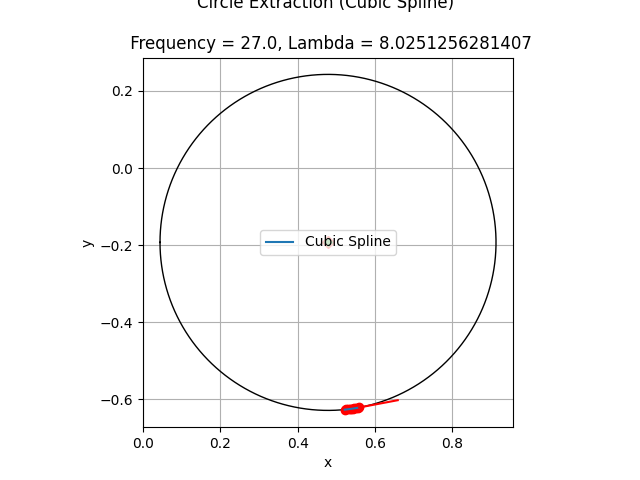 Circle Extraction (Cubic Spline)
Frequency = 27.0, Lambda = 8.0251256281407
0.2
0.0
−0.2
−0.4
−0.6
y
Cubic Spline
0.0 0.2 0.4 0.6 0.8
x